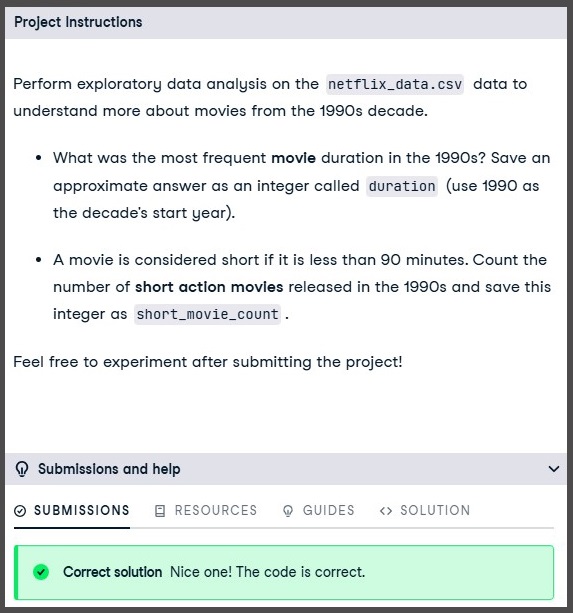 Project Instructions
Perform exploratory data analysis on the netflix_data.csv data to
understand more about movies from the 1990s decade.
• What was the most frequent movie duration in the 1990s? Save an
approximate answer as an integer called duration (use 1990 as
the decade's start year).
• A movie is considered short if it is less than 90 minutes. Count the
number of short action movies released in the 1990s and save this
integer as short_movie_count .
Feel free to experiment after submitting the project!
Submissions and help
SUBMISSIONS RESOURCES GUIDES <> SOLUTION
Correct solution Nice one! The code is correct.